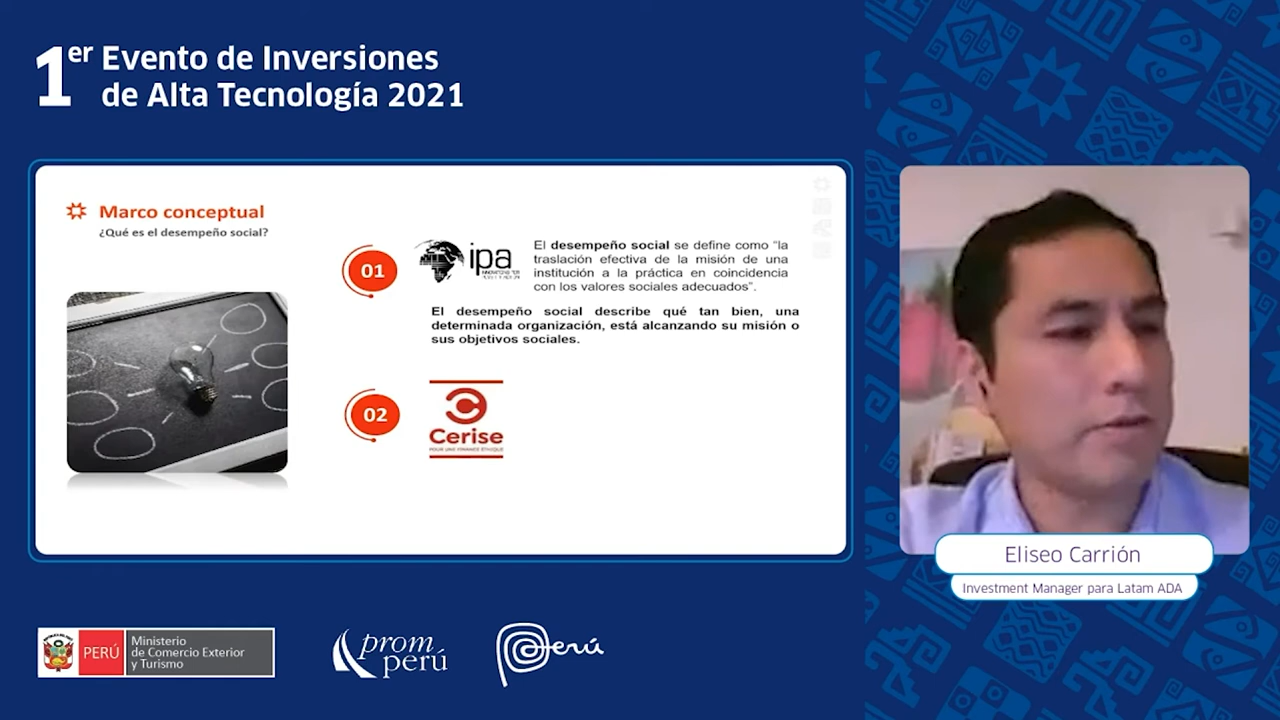 1er Evento de Inversiones
de Alta Tecnología 2021
Marco conceptual
¿Qué es el desempeño social?
01
ipa
El desempeño social se define como “la
traslación efectiva de la misión de una
institución a la práctica en coincidencia
con los valores sociales adecuados”.
El desempeño social describe qué tan bien, una
determinada organización, está alcanzando su misión o
sus objetivos sociales.
02
Cerise
POUR UNE FINANCE ÉTHIQUE
Eliseo Carrión
Investment Manager para Latam ADA
PERÚ
Ministerio
de Comercio Exterior
y Turismo
prom
perú
Perú